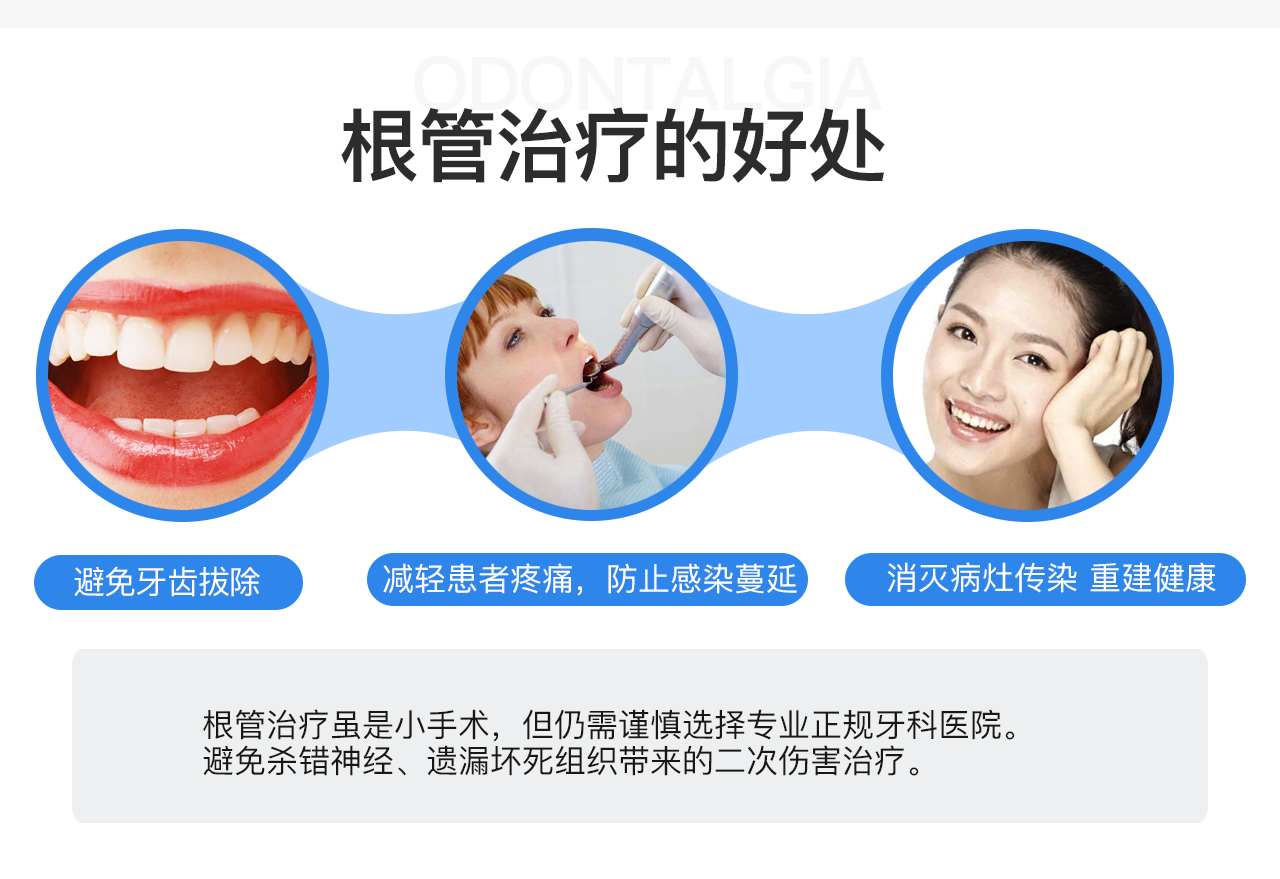 ODONTALGIA
根管治疗的好处
避免牙齿拔除
减轻患者疼痛，防止感染蔓延
消灭病灶传染 重建健康
根管治疗虽是小手术，但仍需谨慎选择专业正规牙科医院。
避免杀错神经、遗漏坏死组织带来的二次伤害治疗。